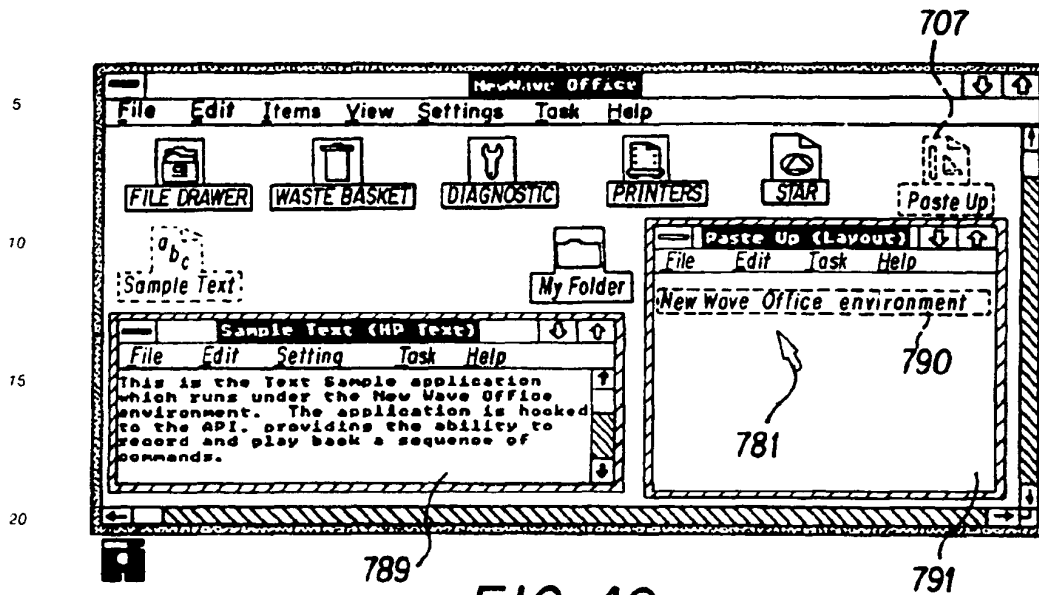 707
NewWave Office
5
File Edit Items View Settings Task Help
FILE DRAWER WASTE BASKET DIAGNOSTIC PRINTERS STAR Paste Up
10
abc
Sample Text
My Folder
Paste Up (Layout)
File Edit Task Help
New Wave Office environment
790
781
Sample Text (HP Text)
File Edit Setting Task Help
15
This is the Text Sample application
which runs under the New Wave Office
environment. The application is hooked
to the API, providing the ability to
record and play back a sequence of
commands.
20
789
791